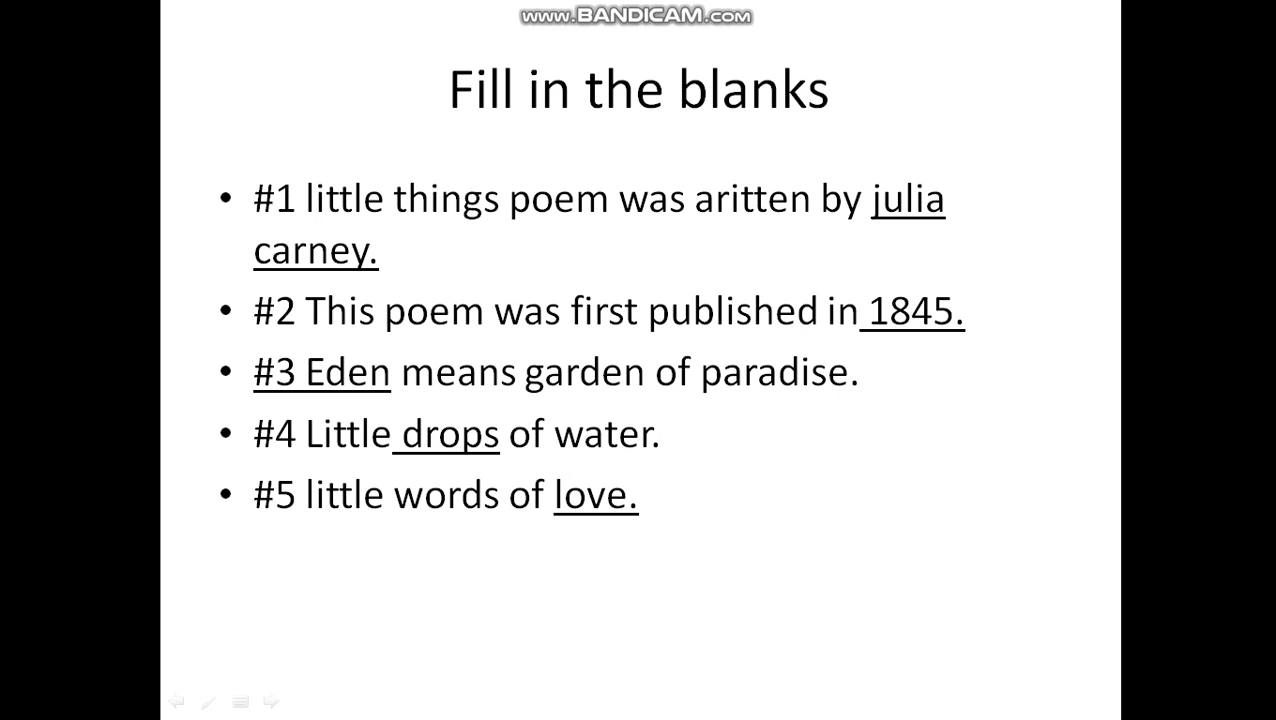 www.BANDICAM.com
Fill in the blanks
• #1 little things poem was aritten by julia
carney.
• #2 This poem was first published in 1845.
• #3 Eden means garden of paradise.
• #4 Little drops of water.
• #5 little words of love.